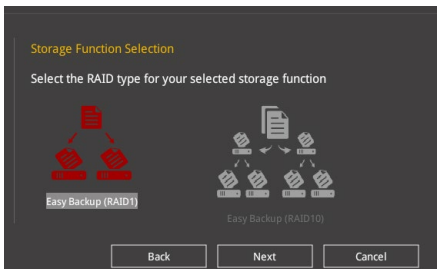 Storage Function Selection
Select the RAID type for your selected storage function
Easy Backup (RAID1)
Easy Backup (RAID10)
Back
Next
Cancel